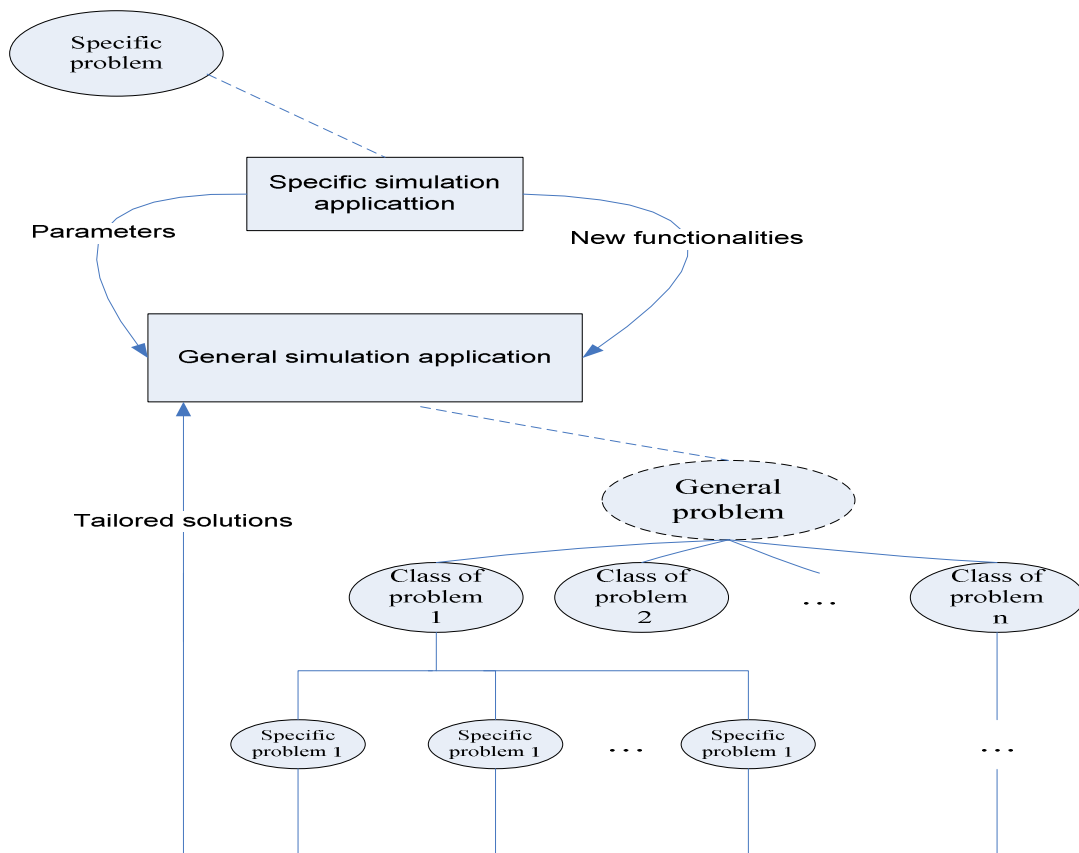 Specific
problem
Specific simulation
applicattion
Parameters
New functionalities
General simulation application
General
problem
Tailored solutions
Class of
problem
1
Class of
problem
2
...
Class of
problem
n
Specific
problem 1
Specific
problem 1
...
Specific
problem 1
...